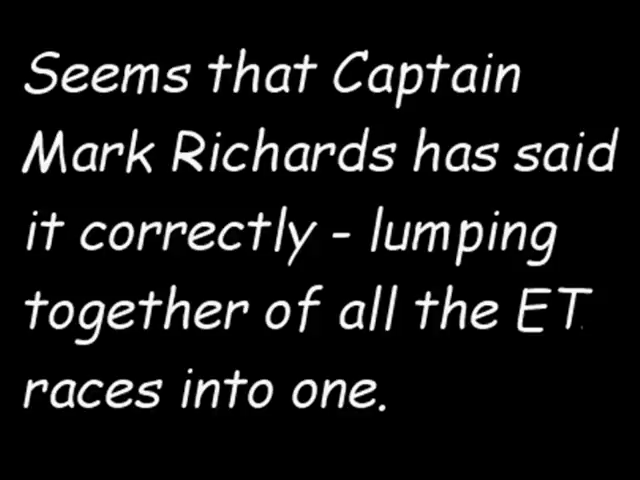 Seems that Captain
Mark Richards has said
it correctly - lumping
together of all the ET
races into one.